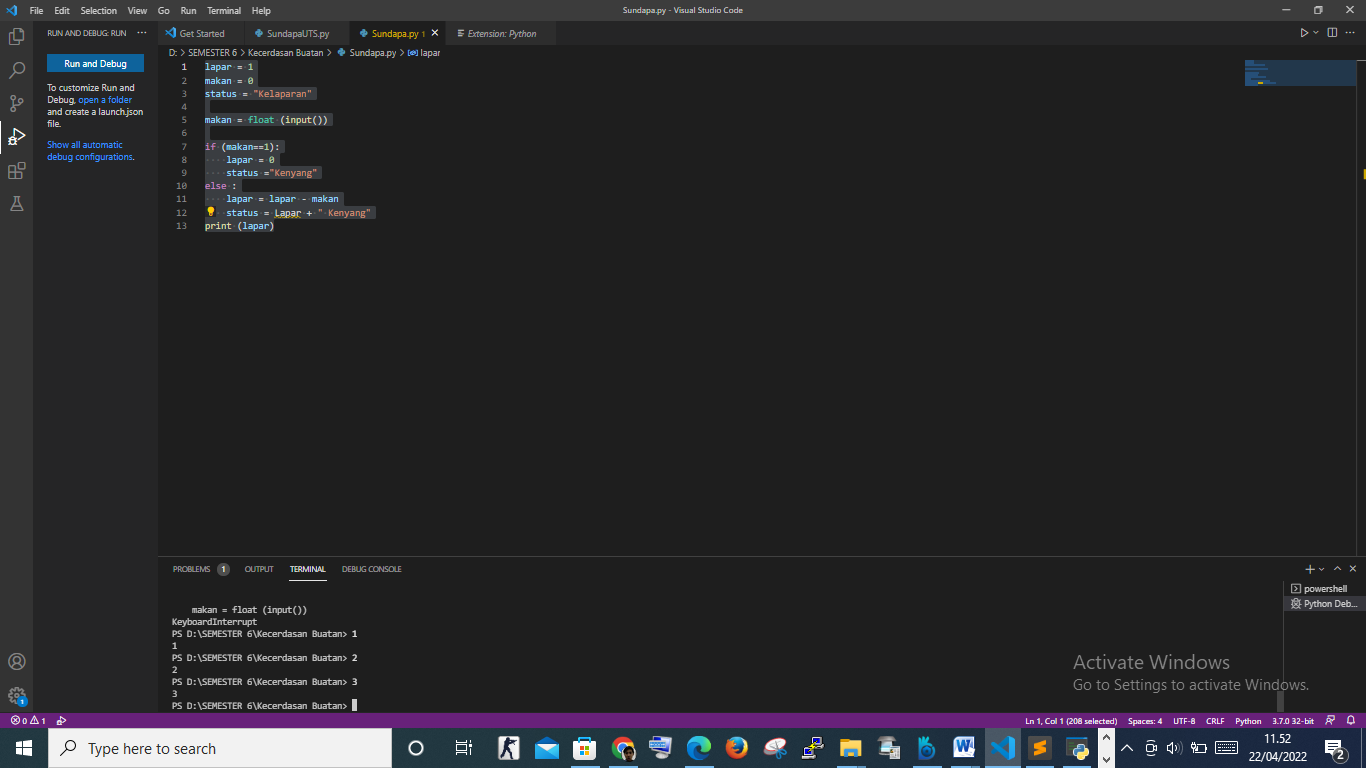 File Edit Selection View Go Run Terminal Help
Sundapa.py - Visual Studio Code
RUN AND DEBUG: RUN ···
Get Started
SundapaUTS.py
Sundapa.py 1
Extension: Python
D: > SEMESTER 6 > Kecerdasan Buatan > Sundapa.py > lapar
Run and Debug
To customize Run and
Debug, open a folder
and create a launch.json
file.
Show all automatic
debug configurations.
1 lapar = 1
2 makan = 0
3 status = "Kelaparan"
4
5 makan = float (input())
6
7 if (makan==1):
8 lapar = 0
9 status ="Kenyang"
10 else :
11 lapar = lapar - makan
12 status = Lapar + " Kenyang"
13 print (lapar)
PROBLEMS 1 OUTPUT TERMINAL DEBUG CONSOLE
powershell
Python Deb...
makan = float (input())
KeyboardInterrupt
PS D:\SEMESTER 6\Kecerdasan Buatan> 1
1
PS D:\SEMESTER 6\Kecerdasan Buatan> 2
2
PS D:\SEMESTER 6\Kecerdasan Buatan> 3
3
PS D:\SEMESTER 6\Kecerdasan Buatan>
Activate Windows
Go to Settings to activate Windows.
1
0 1
Ln 1, Col 1 (208 selected) Spaces: 4 UTF-8 CRLF Python 3.7.0 32-bit
Type here to search
11.52
22/04/2022
2